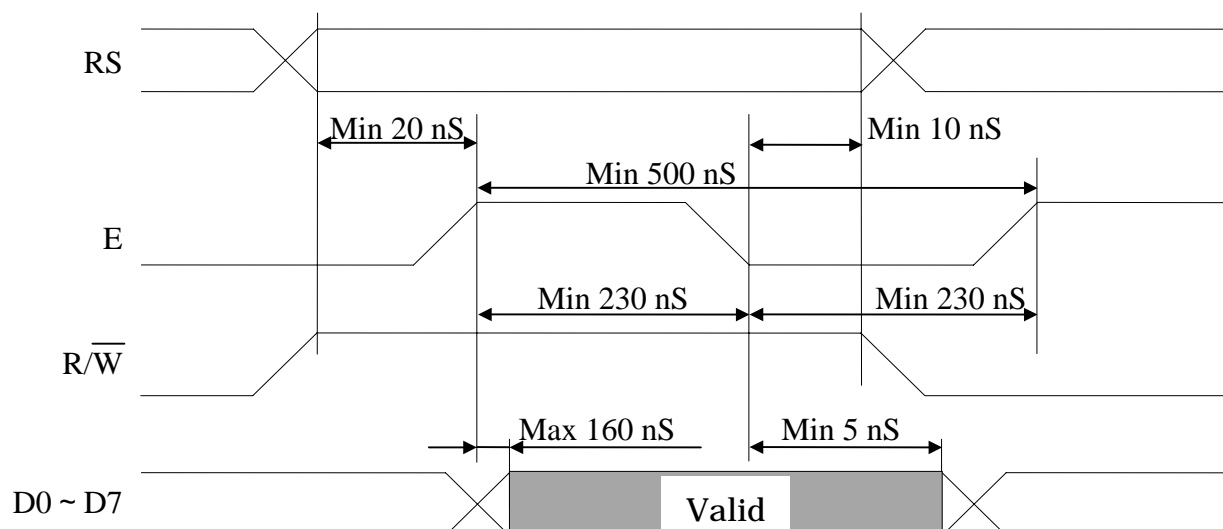 RS
Min 20 nS
Min 10 nS
Min 500 nS
E
Min 230 nS
Min 230 nS
R/W̅
Max 160 nS
Min 5 nS
D0 ~ D7
Valid